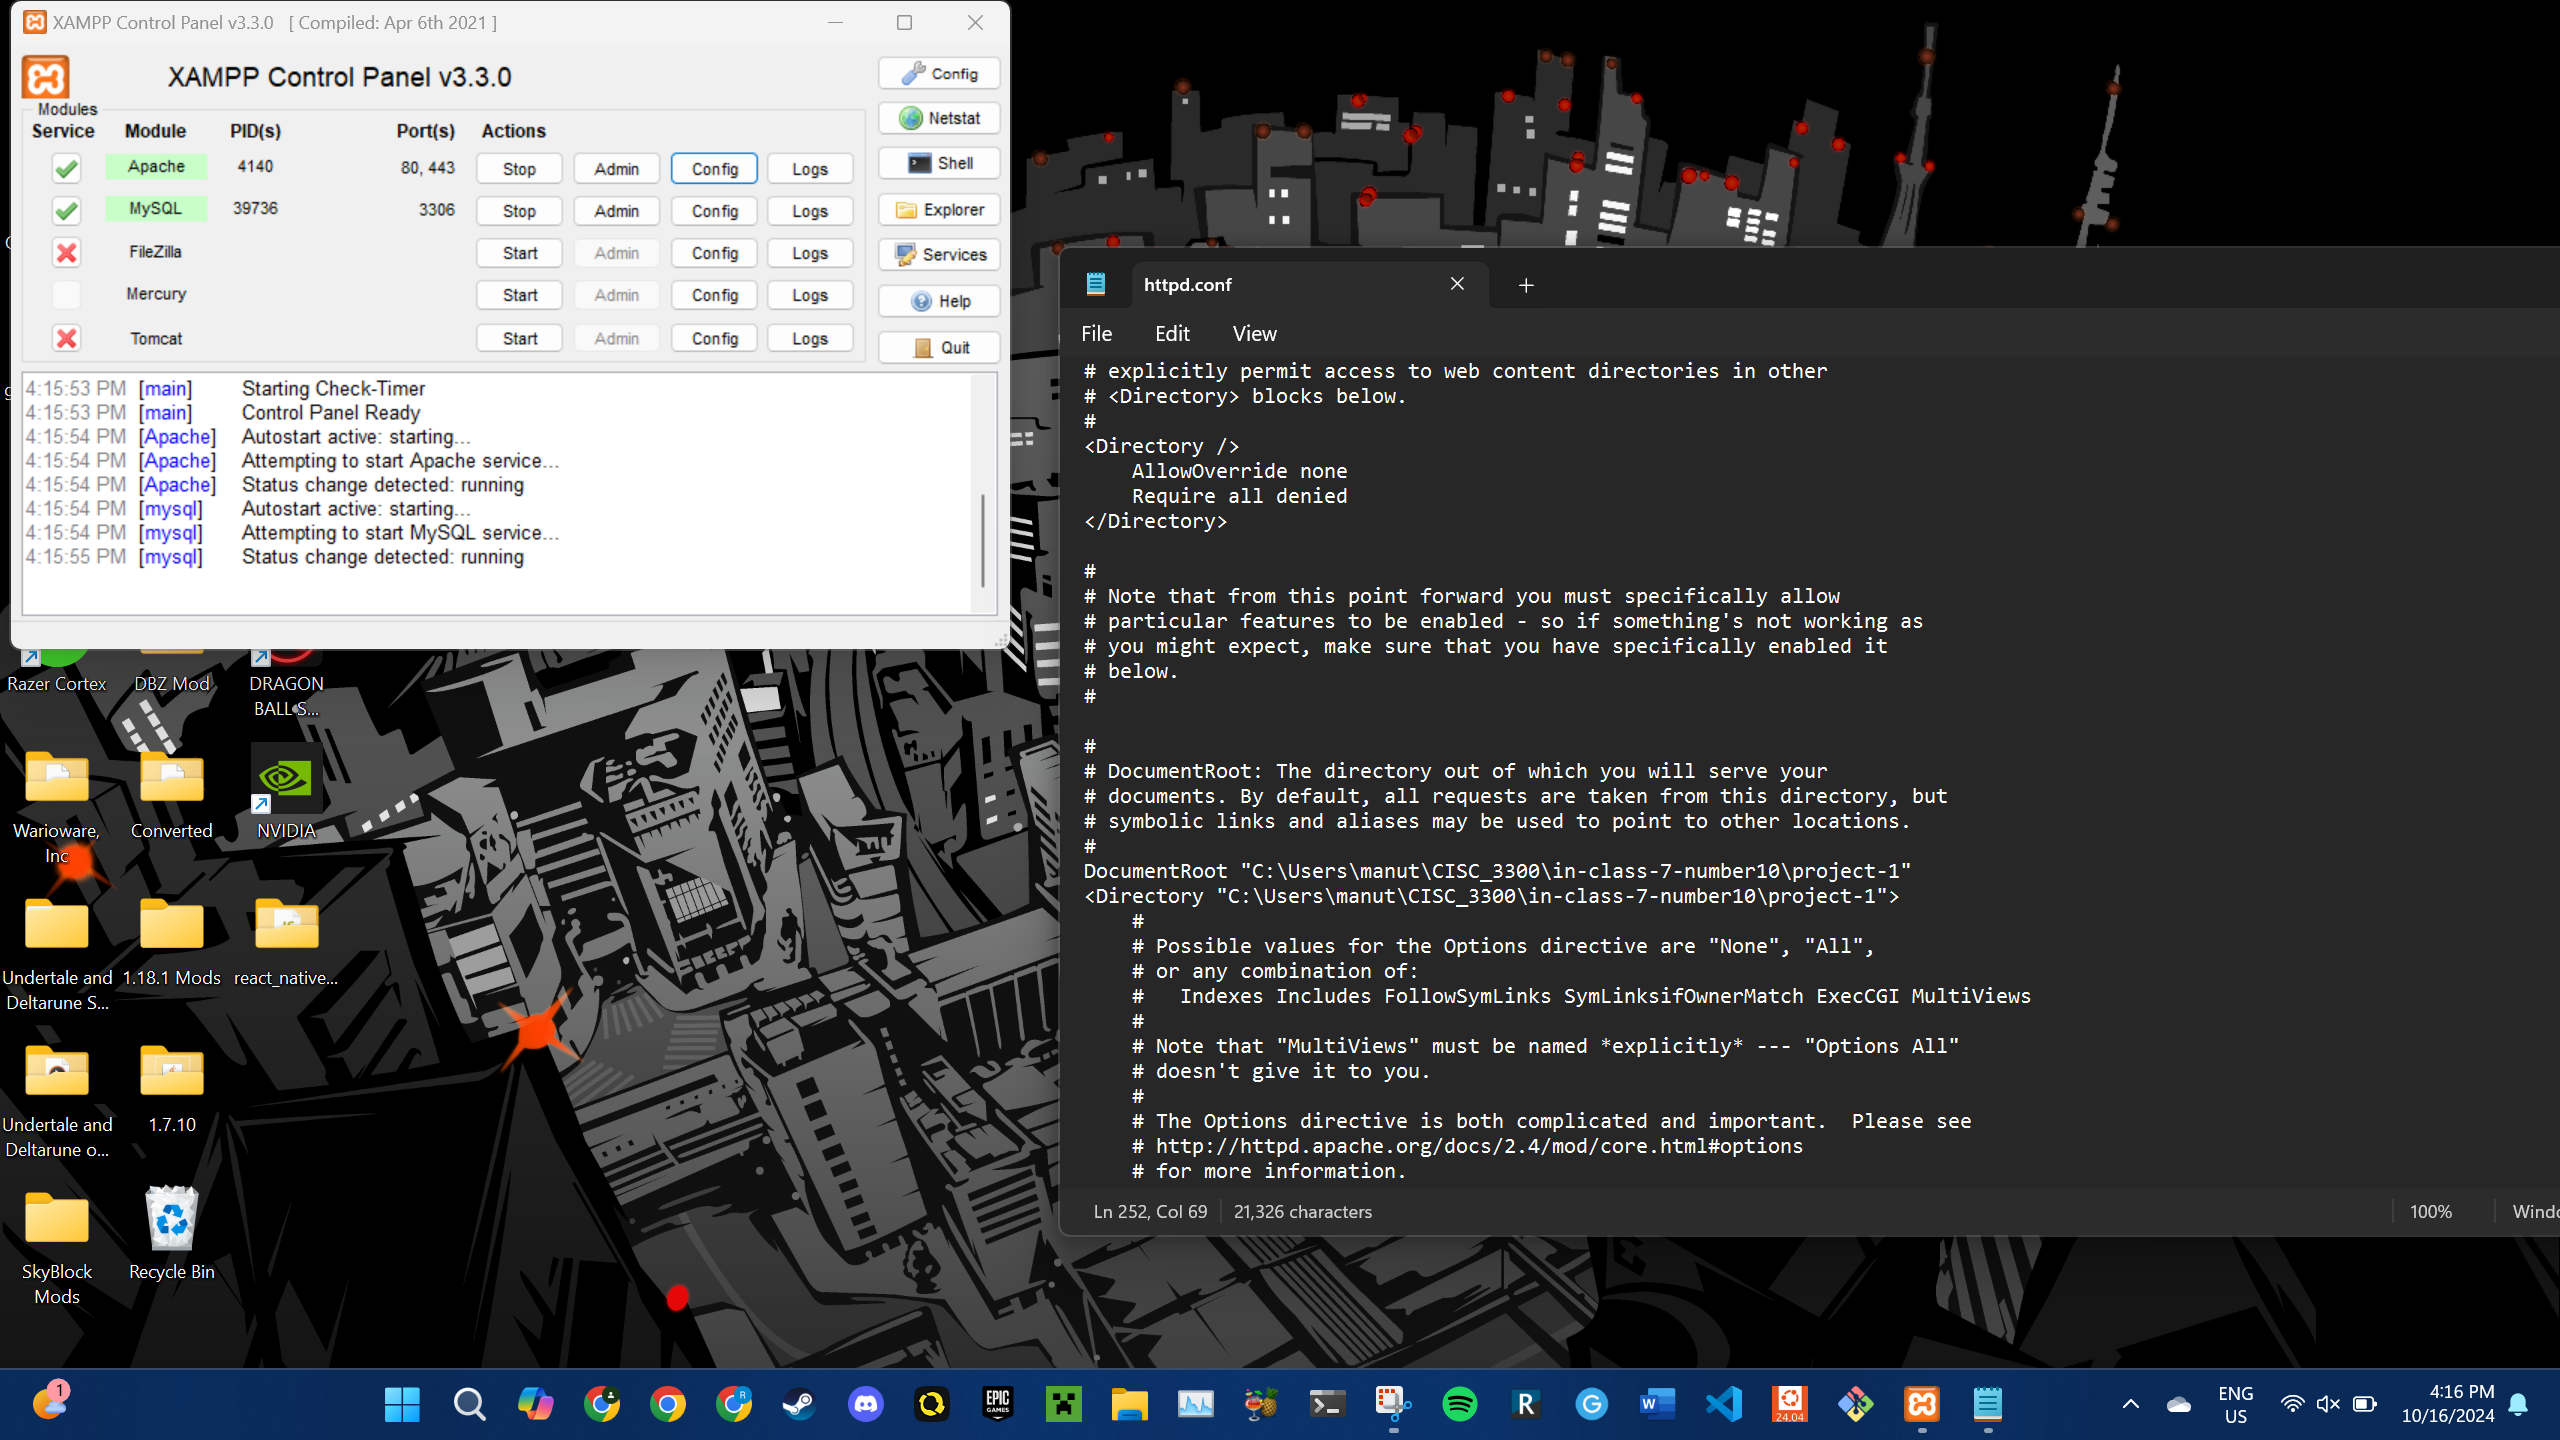 XAMPP Control Panel v3.3.0 [ Compiled: Apr 6th 2021 ]
XAMPP Control Panel v3.3.0
Modules
Service Module PID(s) Port(s) Actions
Apache 4140 80, 443 Stop Admin Config Logs
MySQL 39736 3306 Stop Admin Config Logs
FileZilla Start Admin Config Logs
Mercury Start Admin Config Logs
Tomcat Start Admin Config Logs
Config
Netstat
Shell
Explorer
Services
Help
Quit
4:15:53 PM [main] Starting Check-Timer
4:15:53 PM [main] Control Panel Ready
4:15:54 PM [Apache] Autostart active: starting...
4:15:54 PM [Apache] Attempting to start Apache service...
4:15:54 PM [Apache] Status change detected: running
4:15:54 PM [mysql] Autostart active: starting...
4:15:54 PM [mysql] Attempting to start MySQL service...
4:15:55 PM [mysql] Status change detected: running
httpd.conf
File Edit View
# explicitly permit access to web content directories in other
# <Directory> blocks below.
#
<Directory />
    AllowOverride none
    Require all denied
</Directory>
#
# Note that from this point forward you must specifically allow
# particular features to be enabled - so if something's not working as
# you might expect, make sure that you have specifically enabled it
# below.
#
#
# DocumentRoot: The directory out of which you will serve your
# documents. By default, all requests are taken from this directory, but
# symbolic links and aliases may be used to point to other locations.
#
DocumentRoot "C:\Users\manut\CISC_3300\in-class-7-number10\project-1"
<Directory "C:\Users\manut\CISC_3300\in-class-7-number10\project-1">
    #
    # Possible values for the Options directive are "None", "All",
    # or any combination of:
    #   Indexes Includes FollowSymLinks SymLinksifOwnerMatch ExecCGI MultiViews
    #
    # Note that "MultiViews" must be named *explicitly* --- "Options All"
    # doesn't give it to you.
    #
    # The Options directive is both complicated and important.  Please see
    # http://httpd.apache.org/docs/2.4/mod/core.html#options
    # for more information.
Ln 252, Col 69 21,326 characters 100%
Razer Cortex
DBZ Mod
DRAGON
BALL S...
Warioware,
Inc
Converted
NVIDIA
Undertale and
Deltarune S...
1.18.1 Mods
react_native...
Undertale and
Deltarune o...
1.7.10
SkyBlock
Mods
Recycle Bin
1
EPIC
GAMES
R
G
W
24.04
ENG
US
4:16 PM
10/16/2024